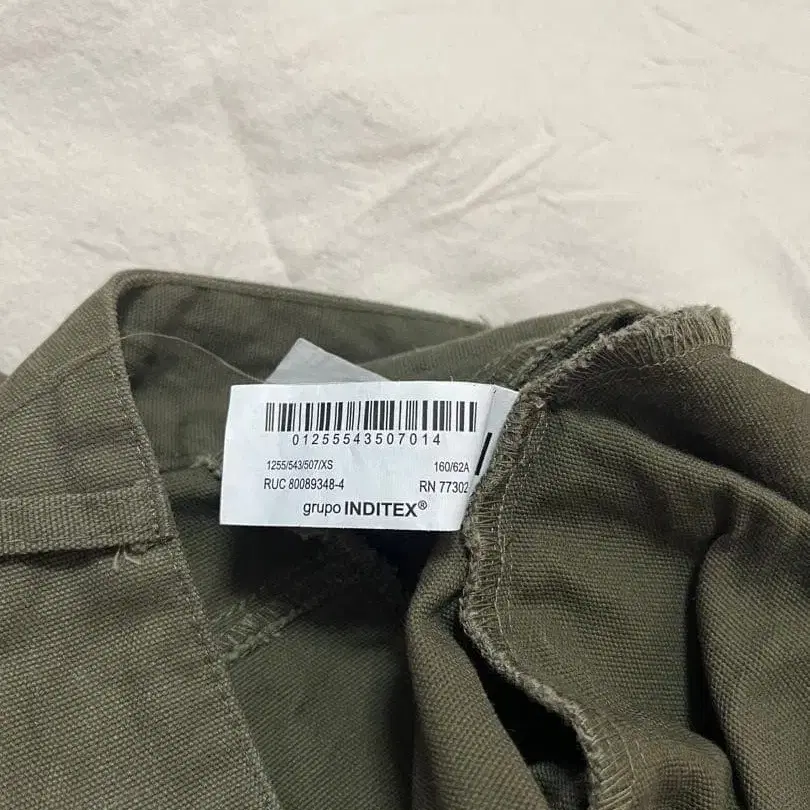 01255543507014
1255/543/507/XS 160/62A
RUC 80089348-4 RN 77302
grupo INDITEX®